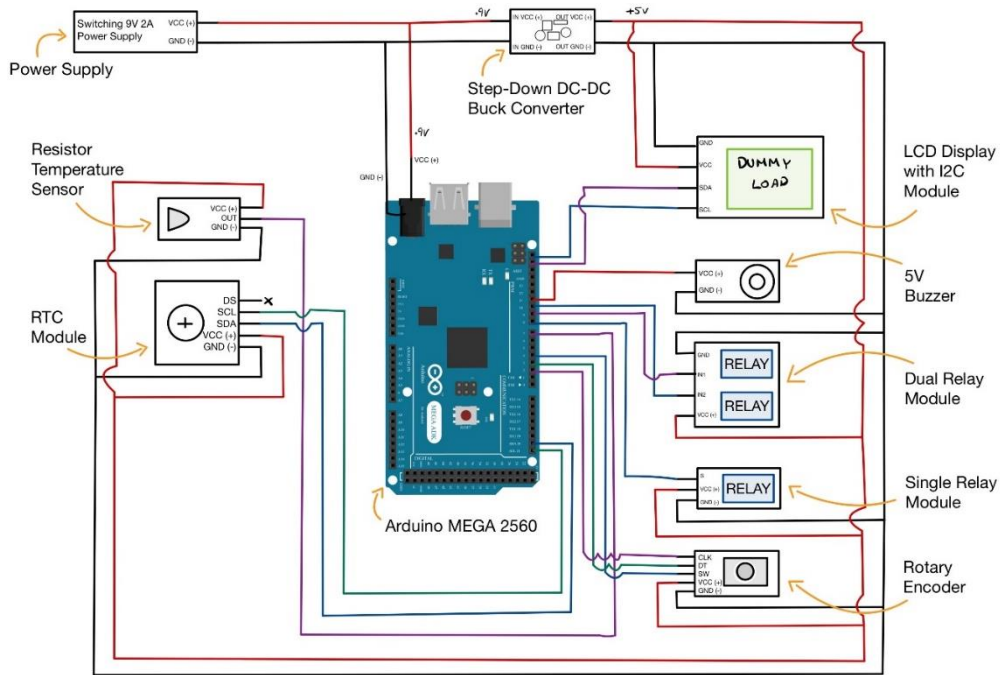 Switching 9V 2A
Power Supply
VCC (+)
GND (-)
Power Supply
.9V
IN VCC (+)
OUT VCC (+)
IN GND (-)
OUT GND (-)
+5V
Step-Down DC-DC
Buck Converter
.9V
VCC (+)
GND (-)
Resistor
Temperature
Sensor
VCC (+)
OUT
GND (-)
RTC
Module
DS
SCL
SDA
VCC (+)
GND (-)
GND
VCC
SDA
SCL
DUMMY
LOAD
LCD Display
with I2C
Module
VCC (+)
GND (-)
5V
Buzzer
GND
IN1
IN2
VCC (+)
RELAY
RELAY
Dual Relay
Module
S
VCC (+)
GND (-)
RELAY
Single Relay
Module
CLK
DT
SW
VCC (+)
GND (-)
Rotary
Encoder
MEGA ADK
DIGITAL
Arduino MEGA 2560